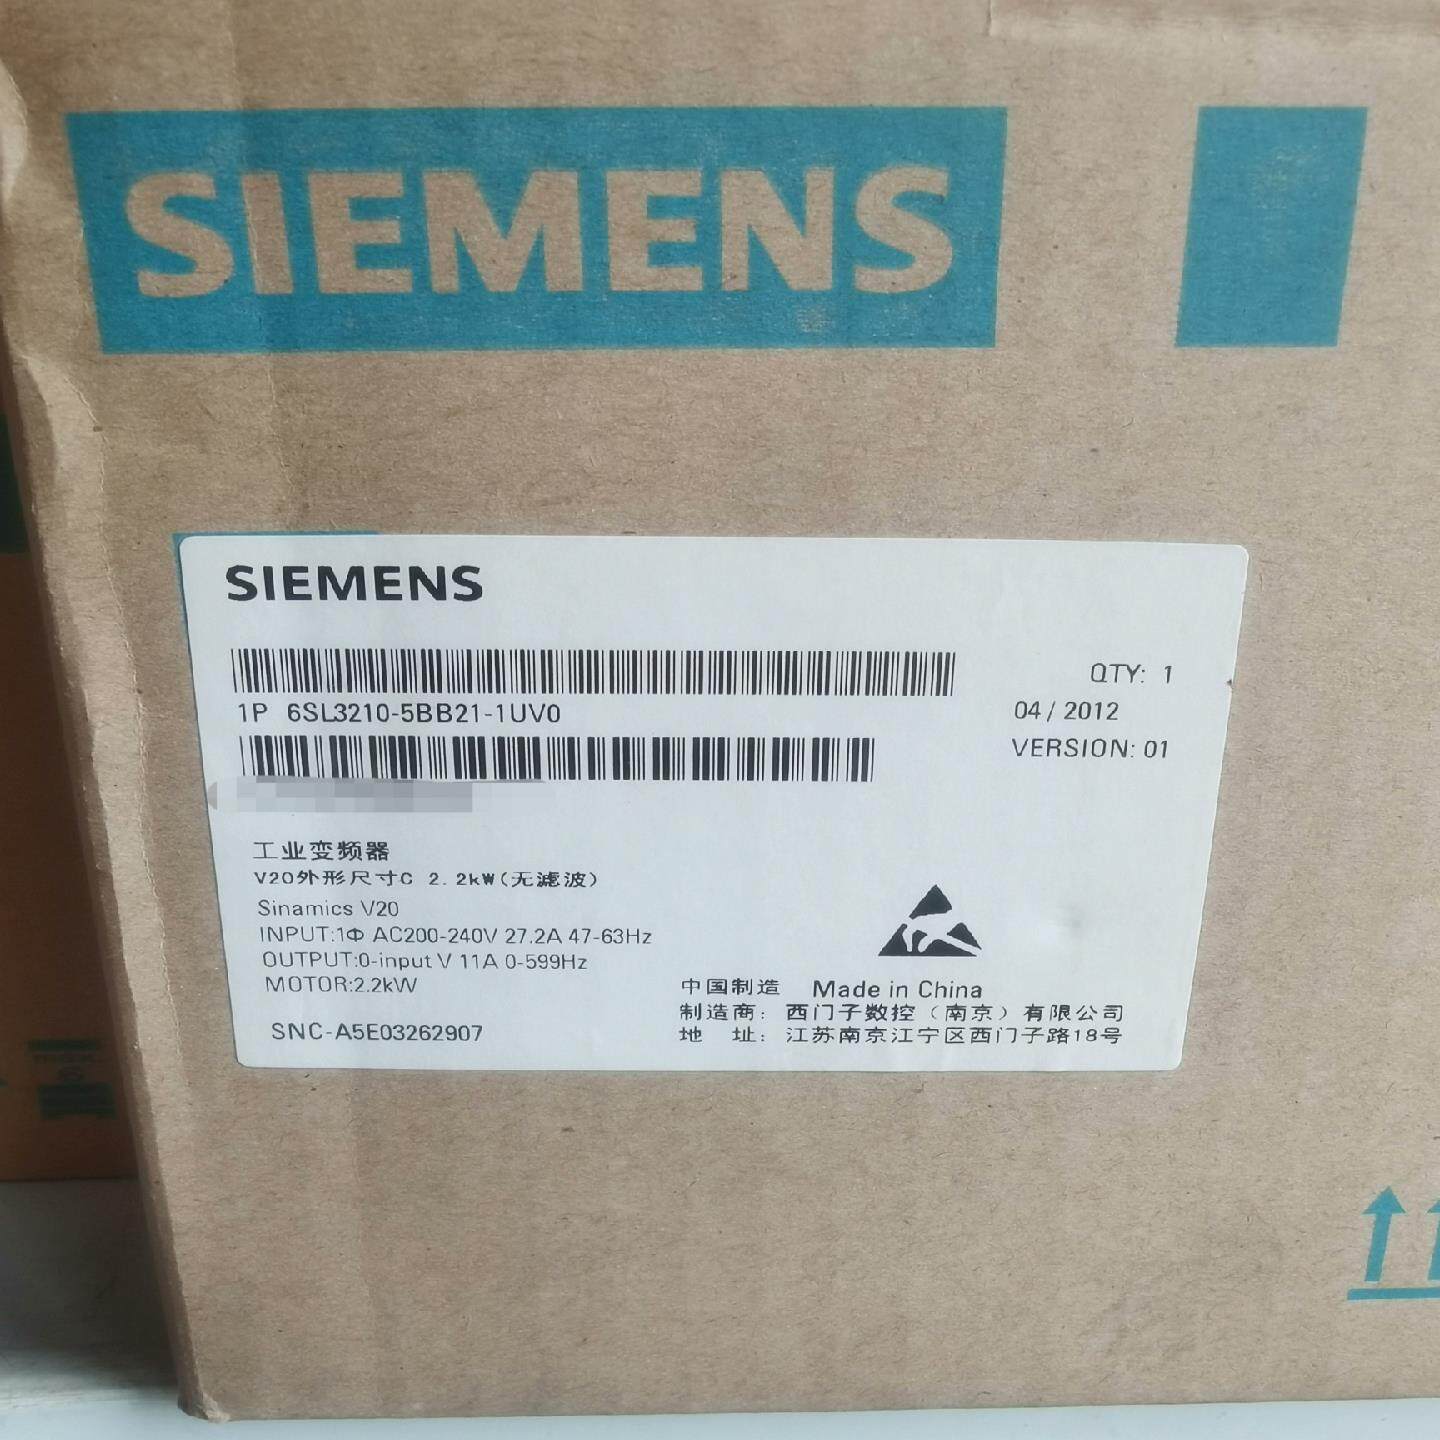 SIEMENS
SIEMENS
1P 6SL3210-5BB21-1UV0
QTY: 1
04/2012
VERSION: 01
工业变频器
V20外形尺寸C 2.2kW(无滤波)
Sinamics V20
INPUT:1Φ AC200-240V 27.2A 47-63Hz
OUTPUT:0-input V 11A 0-599Hz
MOTOR:2.2kW
SNC-A5E03262907
中国制造 Made in China
制造商: 西门子数控(南京)有限公司
地 址: 江苏南京江宁区西门子路18号